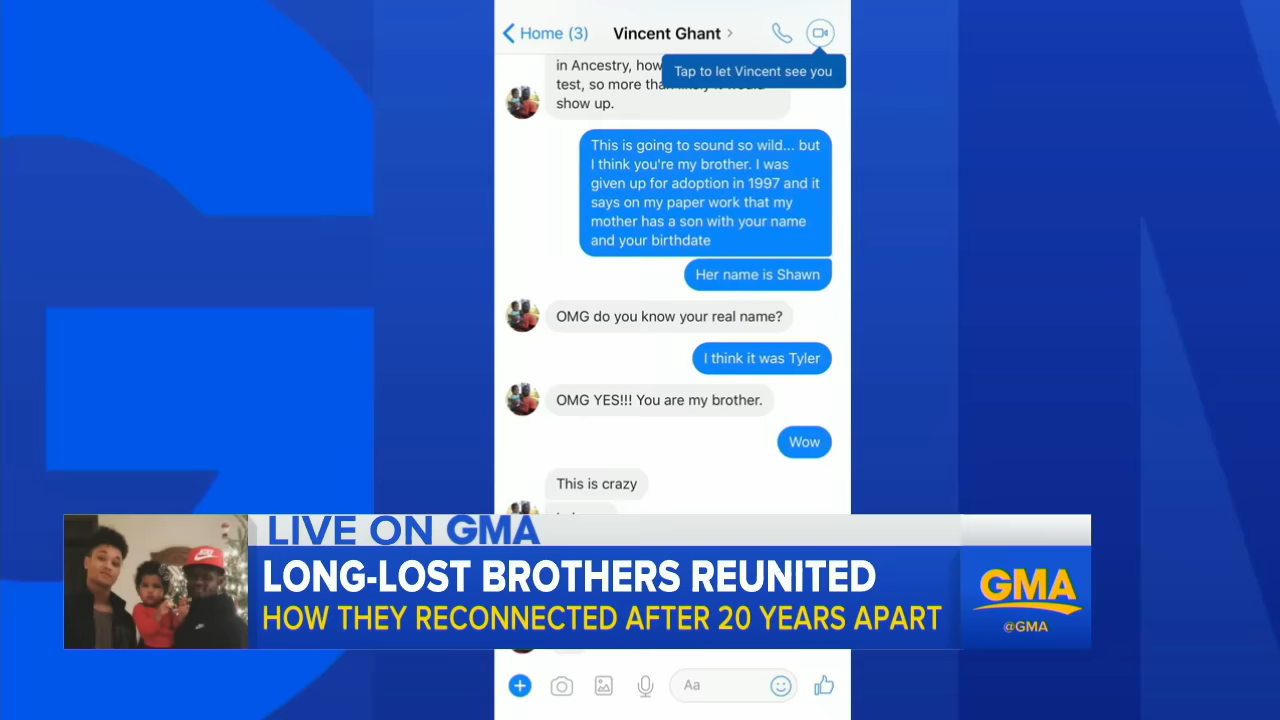 Home (3)
Vincent Ghant
Tap to let Vincent see you
in Ancestry, how
test, so more than likely it would
show up.
This is going to sound so wild... but
I think you're my brother. I was
given up for adoption in 1997 and it
says on my paper work that my
mother has a son with your name
and your birthdate
Her name is Shawn
OMG do you know your real name?
I think it was Tyler
OMG YES!!! You are my brother.
Wow
This is crazy
LIVE ON GMA
LONG-LOST BROTHERS REUNITED
HOW THEY RECONNECTED AFTER 20 YEARS APART
GMA
@GMA
Aa